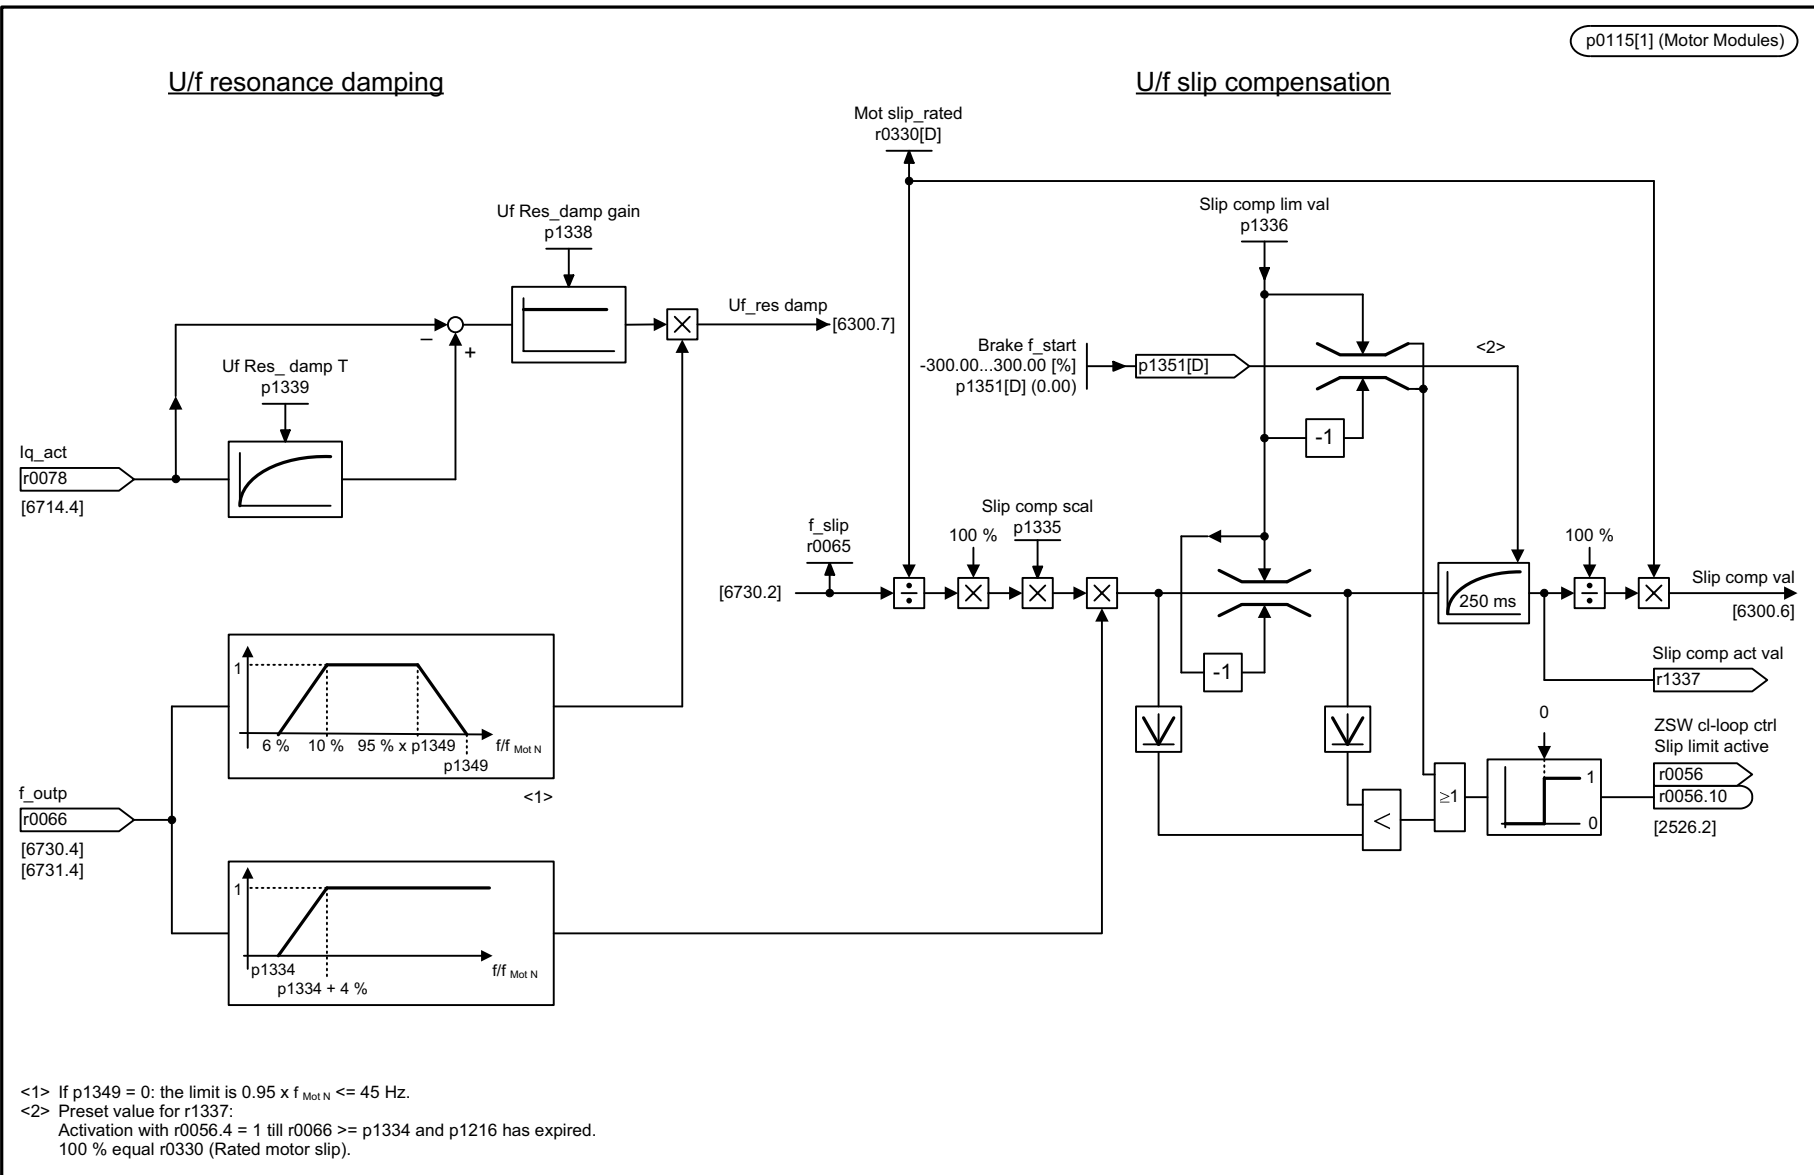 p0115[1] (Motor Modules)
U/f resonance damping
U/f slip compensation
Mot slip_rated
r0330[D]
Uf Res_damp gain
p1338
Slip comp lim val
p1336
Uf_res damp
[6300.7]
–
+
Uf Res_ damp T
p1339
Brake f_start
-300.00...300.00 [%]
p1351[D] (0.00)
p1351[D]
<2>
-1
Iq_act
r0078
[6714.4]
f_slip
r0065
100 %
Slip comp scal
p1335
100 %
[6730.2]
÷
250 ms
÷
Slip comp val
[6300.6]
-1
Slip comp act val
r1337
1
6 %
10 %
95 % x p1349
p1349
f/f Mot N
<1>
0
ZSW cl-loop ctrl
Slip limit active
r0056
r0056.10
[2526.2]
<
≥1
1
0
f_outp
r0066
[6730.4]
[6731.4]
1
p1334
p1334 + 4 %
f/f Mot N
<1> If p1349 = 0: the limit is 0.95 x f Mot N <= 45 Hz.
<2> Preset value for r1337:
Activation with r0056.4 = 1 till r0066 >= p1334 and p1216 has expired.
100 % equal r0330 (Rated motor slip).